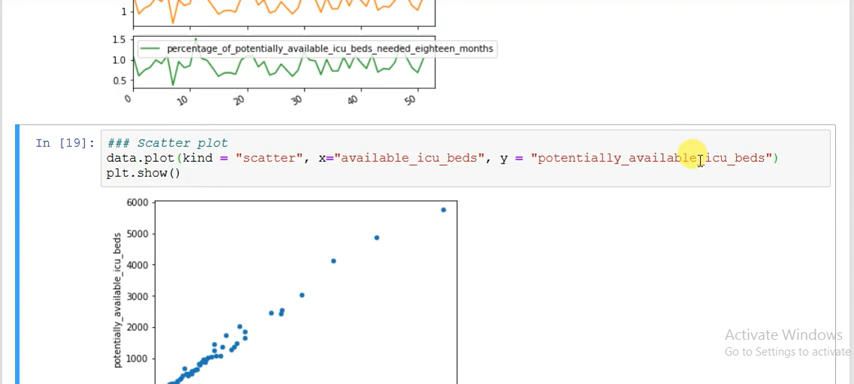 1
1.5
percentage_of_potentially_available_icu_beds_needed_eighteen_months
1.0
0.5
0 10 20 30 40 50
In [19]: ### Scatter plot
data.plot(kind = "scatter", x="available_icu_beds", y = "potentially_available_icu_beds")
plt.show()
6000
5000
4000
3000
2000
1000
potentially_available_icu_beds
Activate Windows
Go to Settings to activate